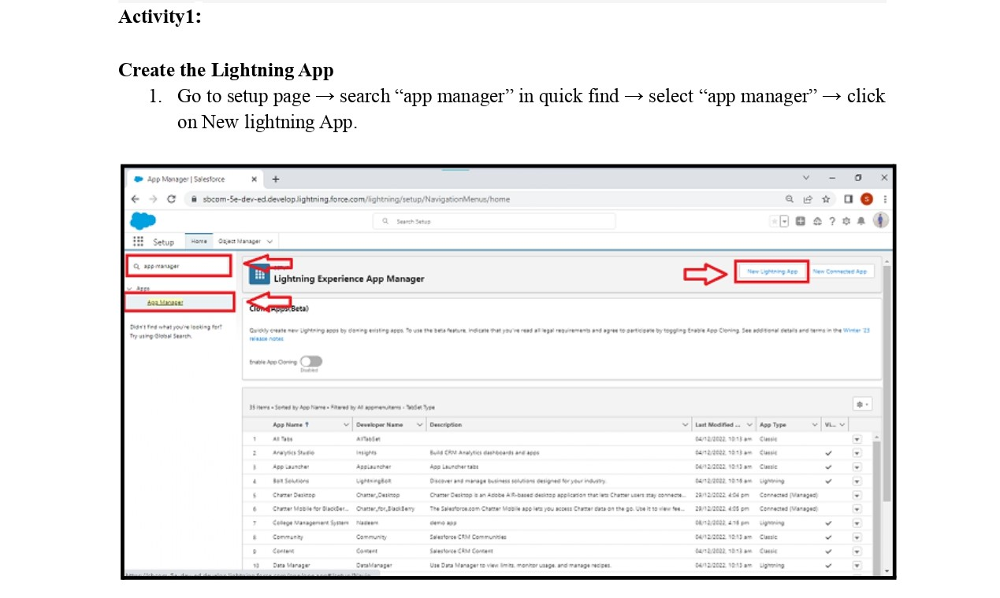 Activity1:
Create the Lightning App
1. Go to setup page → search “app manager” in quick find → select “app manager” → click
on New lightning App.
App Manager | Salesforce
sbcom-5e-dev-ed.develop.lightning.force.com/lightning/setup/NavigationMenus/home
S
Search Setup
Setup Home Object Manager
app manager
Apps
App Manager
Didn't find what you're looking for?
Try using Global Search.
Lightning Experience App Manager
New Lightning App New Connected App
Apps (Beta)
Quickly create new Lightning apps by cloning existing apps. To use the beta feature, indicate that you've read all legal requirements and agree to participate by toggling Enable App Cloning. See additional details and terms in the Winter '23
release notes
Enable App Cloning
Disabled
35 items • Sorted by App Name • Filtered by All appmenuitems - TabSet Type
App Name ↑ Developer Name Description Last Modified ... App Type Vi...
1 All Tabs AllTabSet 04/12/2022, 10:13 am Classic
2 Analytics Studio Insights Build CRM Analytics dashboards and apps 04/12/2022, 10:13 am Classic
3 App Launcher AppLauncher App Launcher tabs 04/12/2022, 10:13 am Classic
4 Bolt Solutions LightningBolt Discover and manage business solutions designed for your industry. 04/12/2022, 10:16 am Lightning
5 Chatter Desktop Chatter_Desktop Chatter Desktop is an Adobe AIR-based desktop application that lets Chatter users stay connecte... 29/12/2022, 4:04 pm Connected (Managed)
6 Chatter Mobile for BlackBer... Chatter_for_BlackBerry The Salesforce.com Chatter Mobile app lets you access Chatter data on the go. Use it to view fee... 29/12/2022, 4:05 pm Connected (Managed)
7 College Management System Nadeem demo app 08/12/2022, 4:16 pm Lightning
8 Community Community Salesforce CRM Communities 04/12/2022, 10:13 am Classic
9 Content Content Salesforce CRM Content 04/12/2022, 10:13 am Classic
10 Data Manager DataManager Use Data Manager to view limits, monitor usage, and manage recipes. 04/12/2022, 10:13 am Lightning